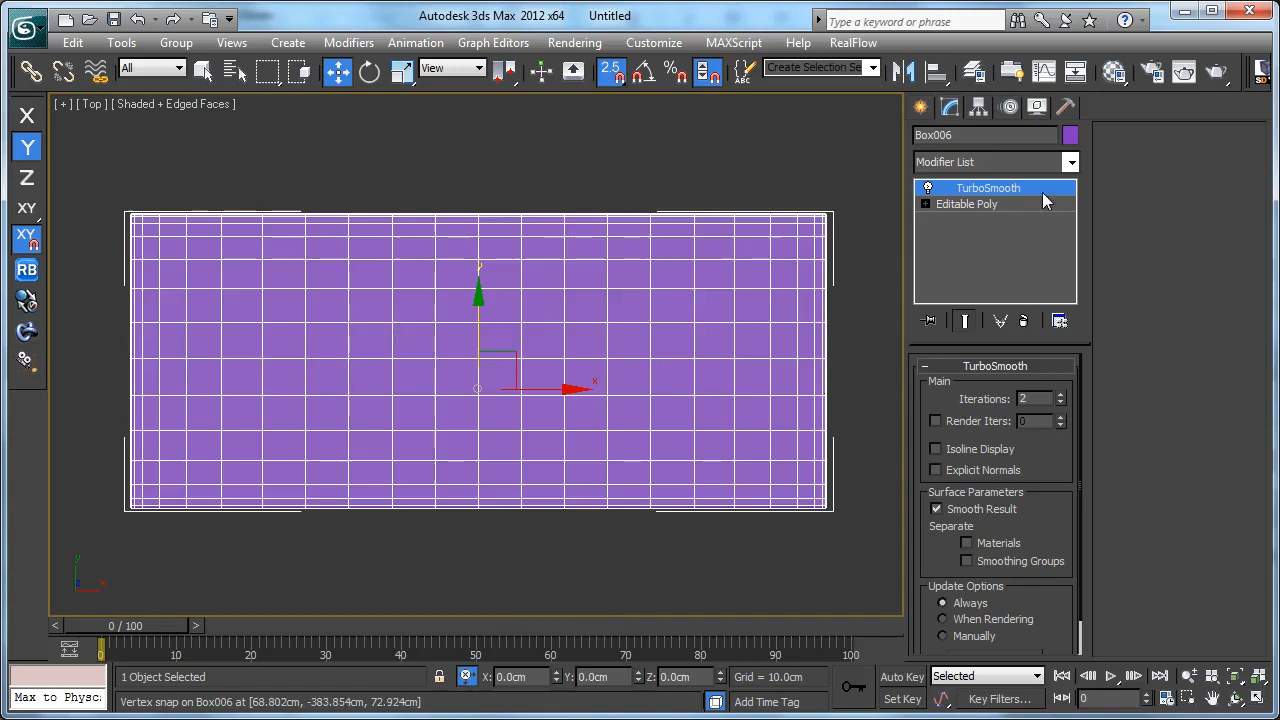 Autodesk 3ds Max 2012 x64 Untitled
Type a keyword or phrase
Edit Tools Group Views Create Modifiers Animation Graph Editors Rendering Customize MAXScript Help RealFlow
All
View
2.5
Create Selection Se
X
Y
Z
XY
XY
RB
[ + ] [ Top ] [ Shaded + Edged Faces ]
y
x
y
z
x
Box006
Modifier List
TurboSmooth
Editable Poly
TurboSmooth
Main
Iterations: 2
Render Iters: 0
Isoline Display
Explicit Normals
Surface Parameters
Smooth Result
Separate
Materials
Smoothing Groups
Update Options
Always
When Rendering
Manually
< 0 / 100 >
0 10 20 30 40 50 60 70 80 90 100
1 Object Selected
X: 0.0cm Y: 0.0cm Z: 0.0cm
Grid = 10.0cm
Auto Key
Selected
Max to Physca
Vertex snap on Box006 at [68.802cm, -383.854cm, 72.924cm]
Add Time Tag
Set Key
Key Filters...
0